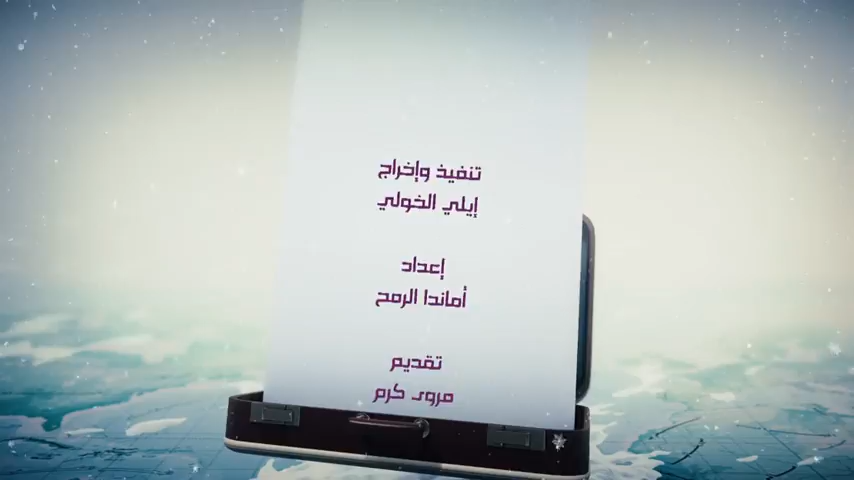 تنفيذ وإخراج
إيلي الخولي
إعداد
أماندا الرمح
تقديم
مروى كرم